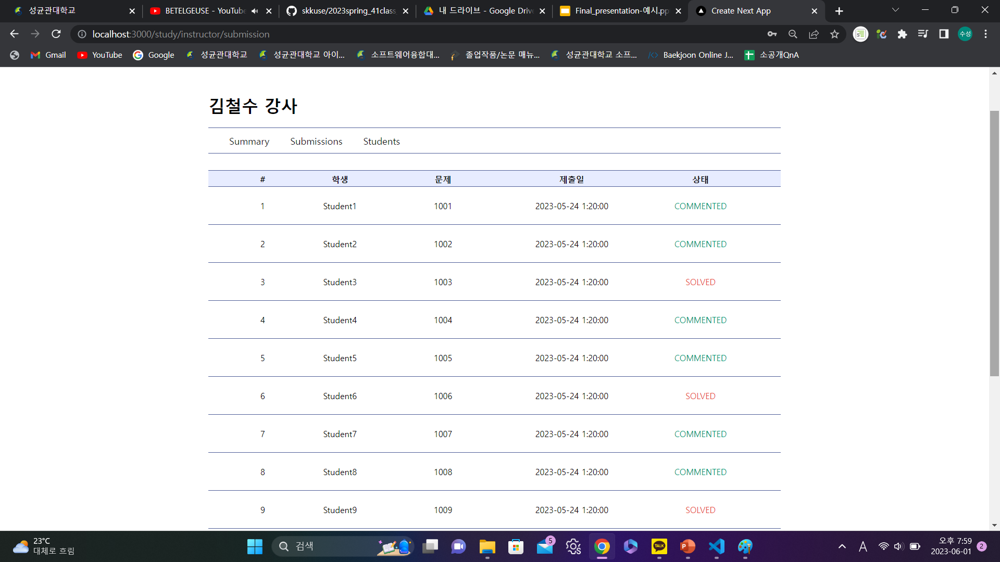 성균관대학교
BETELGEUSE - YouTube
skkuse/2023spring_41class
내 드라이브 - Google Drive
Final_presentation-예시.pp
Create Next App
localhost:3000/study/instructor/submission
수성
Gmail
YouTube
Google
성균관대학교
성균관대학교 아이...
소프트웨어융합대...
졸업작품/논문 매뉴...
성균관대학교 소프...
Baekjoon Online J...
소공개QnA
김철수 강사
Summary Submissions Students
# 학생 문제 제출일 상태
1 Student1 1001 2023-05-24 1:20:00 COMMENTED
2 Student2 1002 2023-05-24 1:20:00 COMMENTED
3 Student3 1003 2023-05-24 1:20:00 SOLVED
4 Student4 1004 2023-05-24 1:20:00 COMMENTED
5 Student5 1005 2023-05-24 1:20:00 COMMENTED
6 Student6 1006 2023-05-24 1:20:00 SOLVED
7 Student7 1007 2023-05-24 1:20:00 COMMENTED
8 Student8 1008 2023-05-24 1:20:00 COMMENTED
9 Student9 1009 2023-05-24 1:20:00 SOLVED
23°C
대체로 흐림
검색
5
TALK
A
오후 7:59
2023-06-01
2